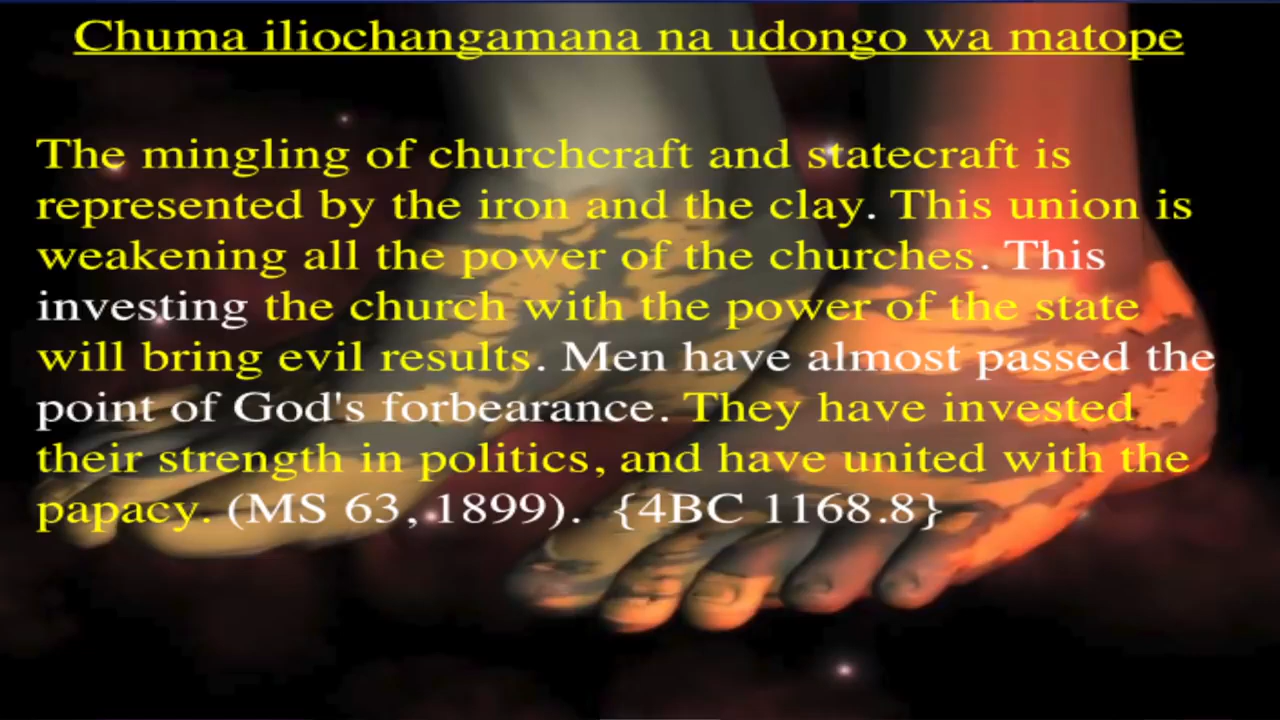 Chuma iliochangamana na udongo wa matope
The mingling of churchcraft and statecraft is
represented by the iron and the clay. This union is
weakening all the power of the churches. This
investing the church with the power of the state
will bring evil results. Men have almost passed the
point of God's forbearance. They have invested
their strength in politics, and have united with the
papacy. (MS 63, 1899). {4BC 1168.8}